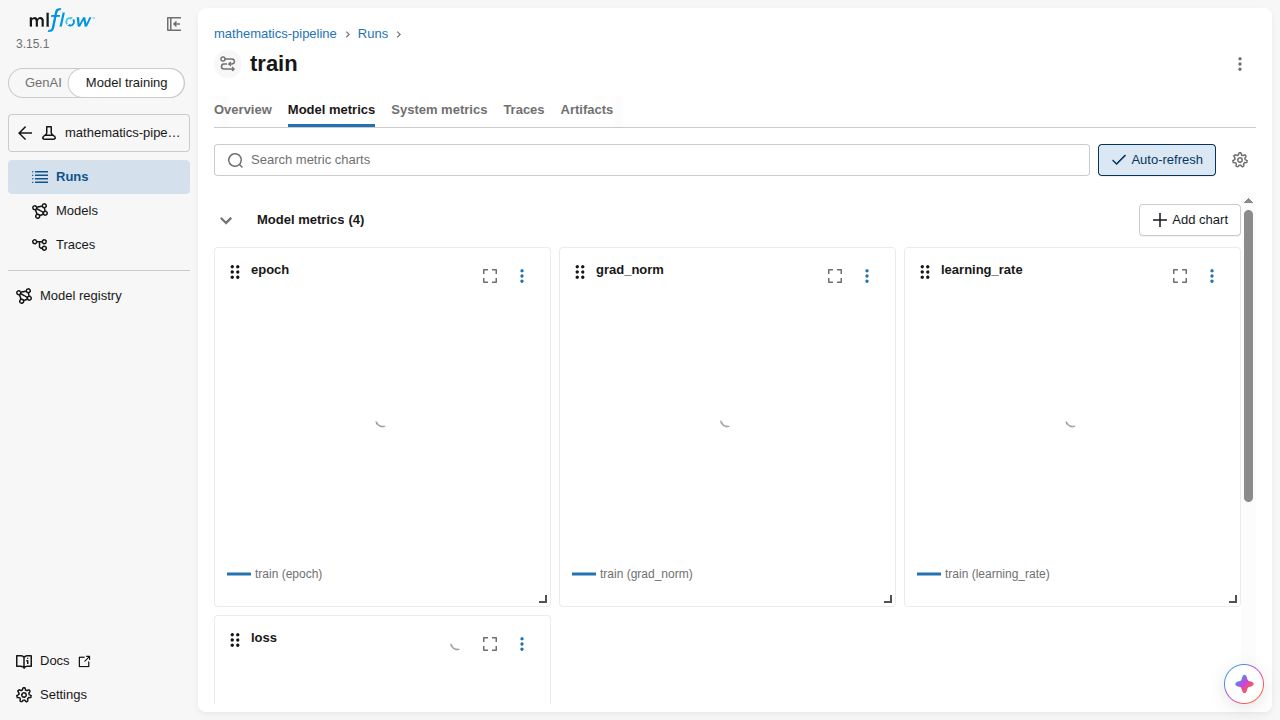 mlflow
3.15.1
GenAI
Model training
mathematics-pipe...
Runs
Models
Traces
Model registry
Docs
Settings
mathematics-pipeline > Runs >
train
Overview
Model metrics
System metrics
Traces
Artifacts
Search metric charts
Auto-refresh
Model metrics (4)
Add chart
epoch
grad_norm
learning_rate
train (epoch)
train (grad_norm)
train (learning_rate)
loss